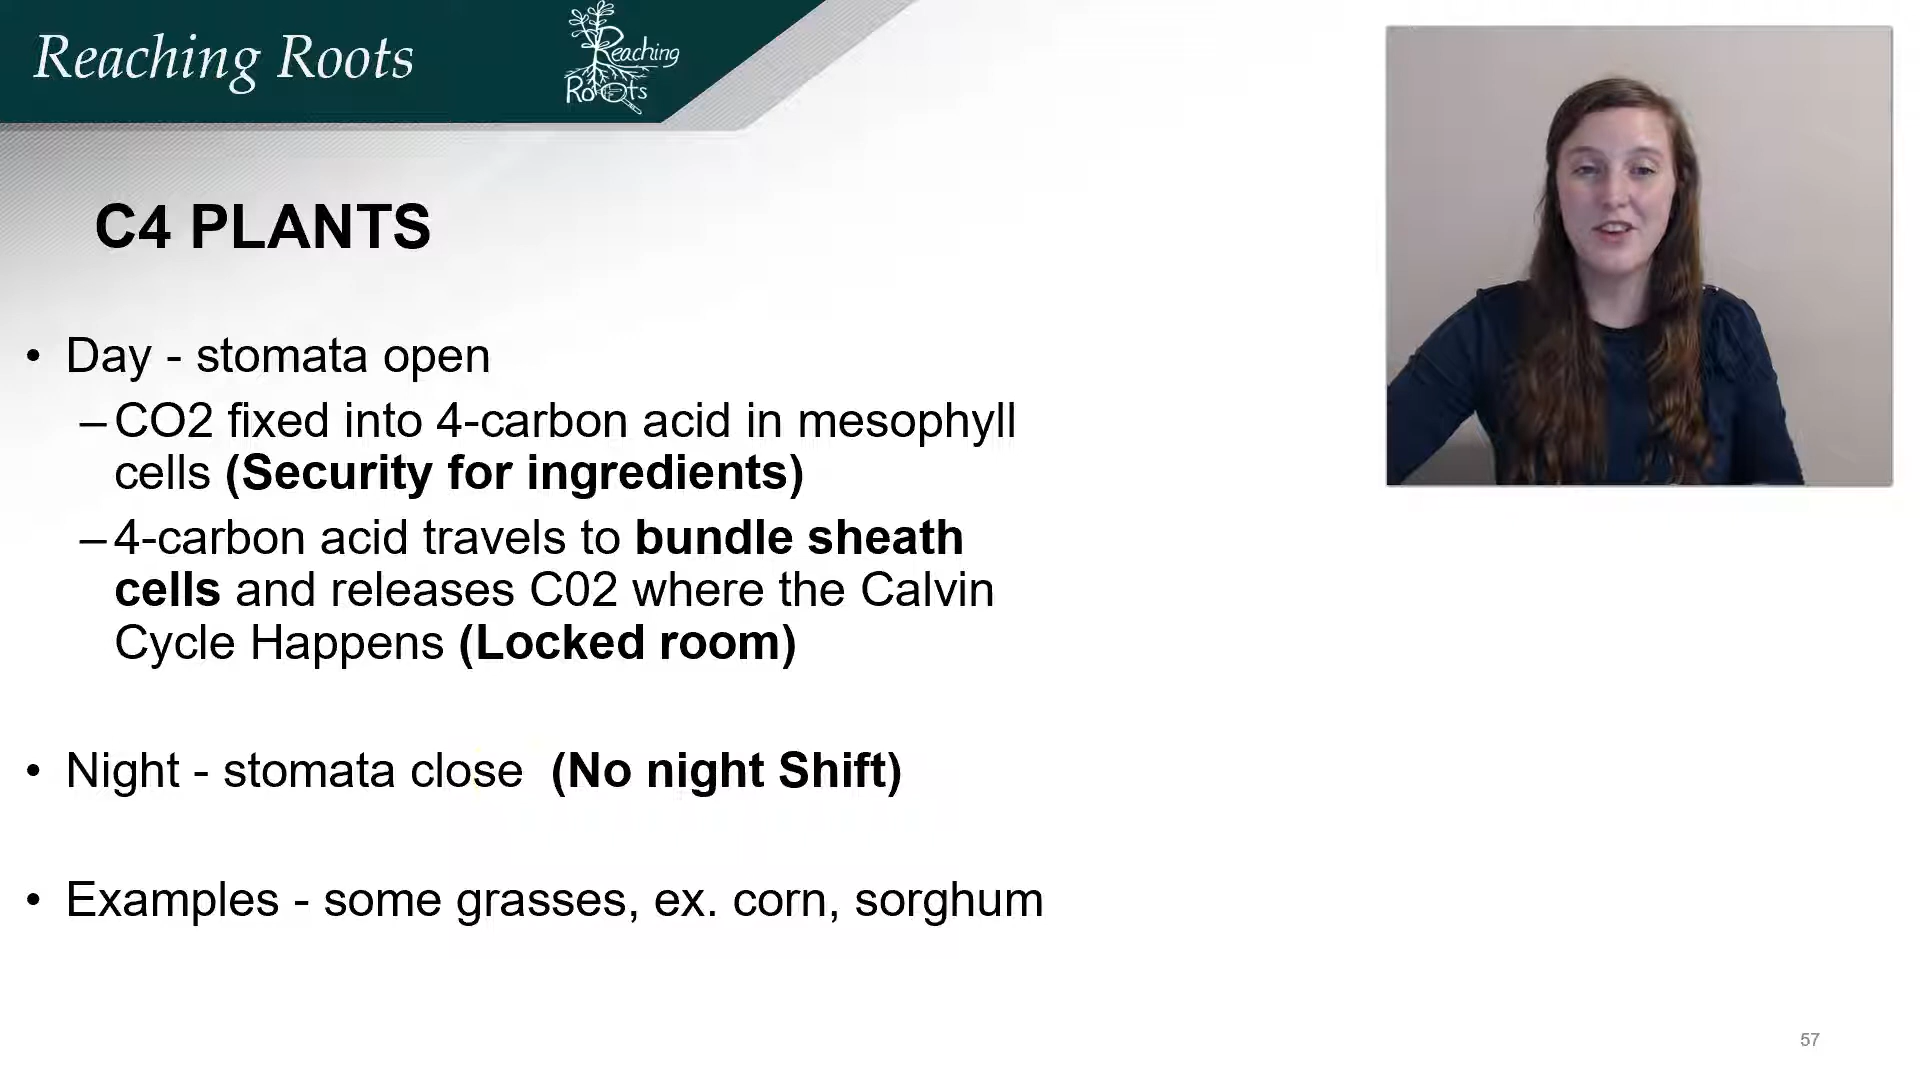 Reaching Roots
Reaching
Roots
C4 PLANTS
• Day - stomata open
– CO2 fixed into 4-carbon acid in mesophyll
cells (Security for ingredients)
– 4-carbon acid travels to bundle sheath
cells and releases C02 where the Calvin
Cycle Happens (Locked room)
• Night - stomata close (No night Shift)
• Examples - some grasses, ex. corn, sorghum
57